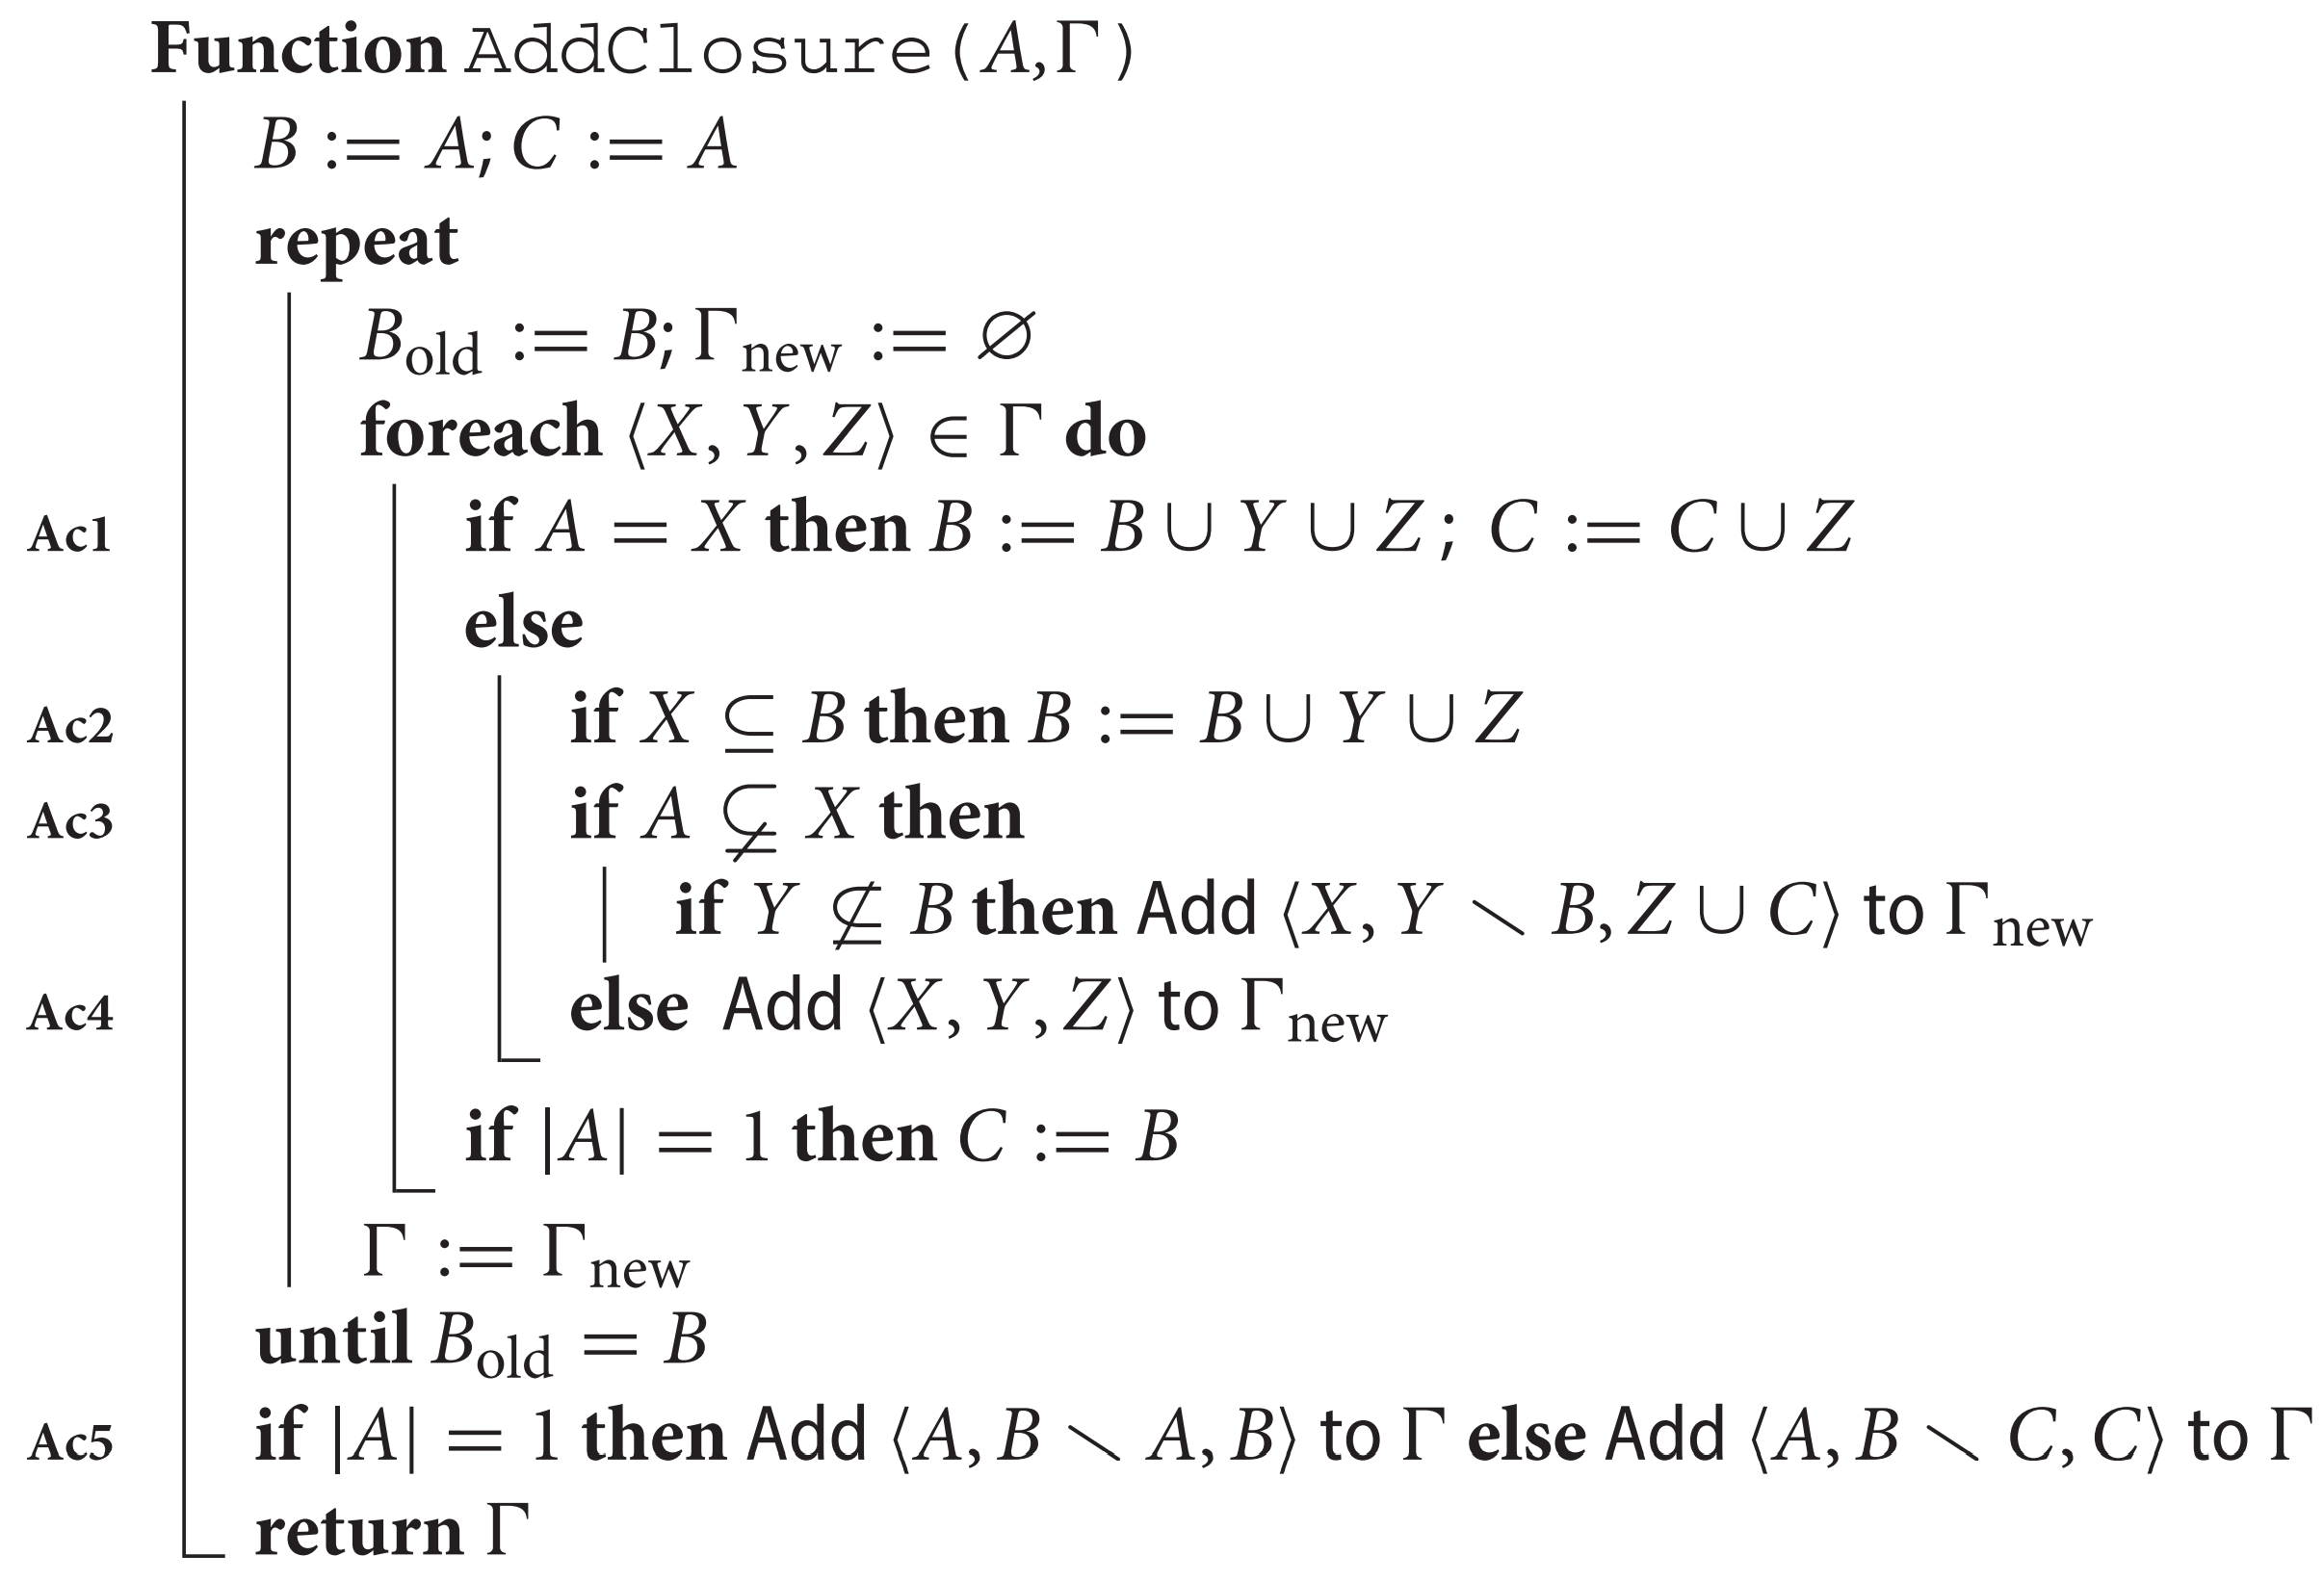 Function AddClosure(A,Γ)
B := A; C := A
repeat
B_old := B; Γ_new := ∅
foreach ⟨X, Y, Z⟩ ∈ Γ do
Ac1 if A = X then B := B ∪ Y ∪ Z; C := C ∪ Z
else
Ac2 if X ⊆ B then B := B ∪ Y ∪ Z
Ac3 if A ⊊ X then
if Y ⊈ B then Add ⟨X, Y ∖ B, Z ∪ C⟩ to Γ_new
Ac4 else Add ⟨X, Y, Z⟩ to Γ_new
if |A| = 1 then C := B
Γ := Γ_new
until B_old = B
Ac5 if |A| = 1 then Add ⟨A, B ∖ A, B⟩ to Γ else Add ⟨A, B ∖ C, C⟩ to Γ
return Γ